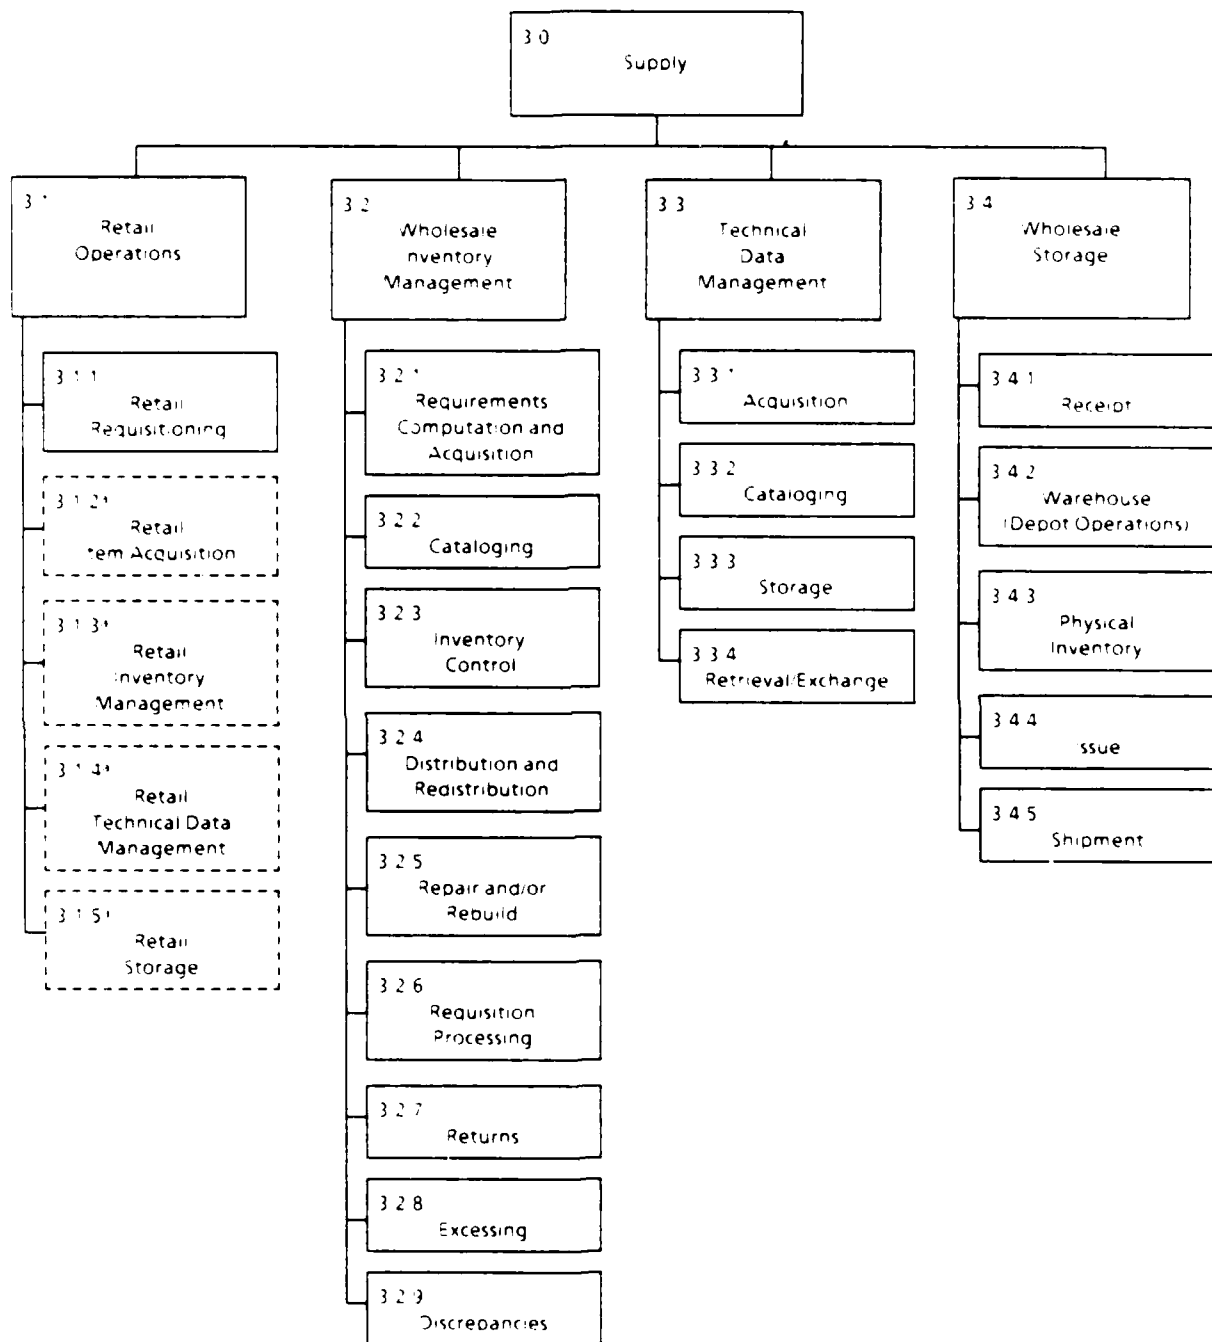 3.0
Supply
3.1
Retail
Operations
3.1.1
Retail
Requisitioning
3.1.2*
Retail
Item Acquisition
3.1.3*
Retail
Inventory
Management
3.1.4*
Retail
Technical Data
Management
3.1.5*
Retail
Storage
3.2
Wholesale
Inventory
Management
3.2.1
Requirements
Computation and
Acquisition
3.2.2
Cataloging
3.2.3
Inventory
Control
3.2.4
Distribution and
Redistribution
3.2.5
Repair and/or
Rebuild
3.2.6
Requisition
Processing
3.2.7
Returns
3.2.8
Excessing
3.2.9
Discrepancies
3.3
Technical
Data
Management
3.3.1
Acquisition
3.3.2
Cataloging
3.3.3
Storage
3.3.4
Retrieval/Exchange
3.4
Wholesale
Storage
3.4.1
Receipt
3.4.2
Warehouse
(Depot Operations)
3.4.3
Physical
Inventory
3.4.4
Issue
3.4.5
Shipment